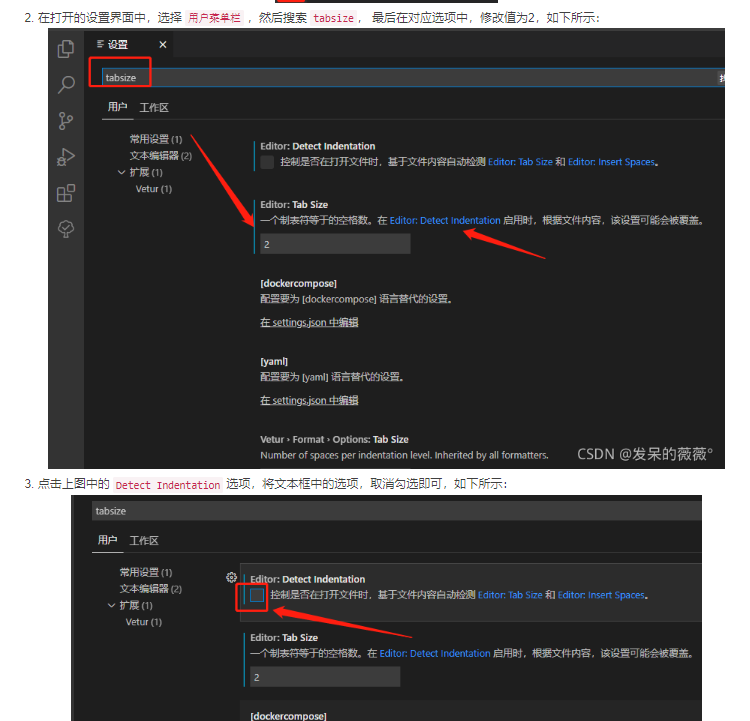 2. 在打开的设置界面中，选择 用户菜单栏 ，然后搜索 tabsize， 最后在对应选项中，修改值为2，如下所示：
设置
tabsize
用户 工作区
常用设置 (1)
文本编辑器 (2)
扩展 (1)
Vetur (1)
Editor: Detect Indentation
控制是否在打开文件时，基于文件内容自动检测 Editor: Tab Size 和 Editor: Insert Spaces。
Editor: Tab Size
一个制表符等于的空格数。在 Editor: Detect Indentation 启用时，根据文件内容，该设置可能会被覆盖。
2
[dockercompose]
配置要为 [dockercompose] 语言替代的设置。
在 settings.json 中编辑
[yaml]
配置要为 [yaml] 语言替代的设置。
在 settings.json 中编辑
Vetur › Format › Options: Tab Size
Number of spaces per indentation level. Inherited by all formatters.
CSDN @发呆的薇薇°
3. 点击上图中的 Detect Indentation 选项，将文本框中的选项，取消勾选即可，如下所示：
tabsize
用户 工作区
常用设置 (1)
文本编辑器 (2)
扩展 (1)
Vetur (1)
Editor: Detect Indentation
控制是否在打开文件时，基于文件内容自动检测 Editor: Tab Size 和 Editor: Insert Spaces。
Editor: Tab Size
一个制表符等于的空格数。在 Editor: Detect Indentation 启用时，根据文件内容，该设置可能会被覆盖。
2
[dockercompose]